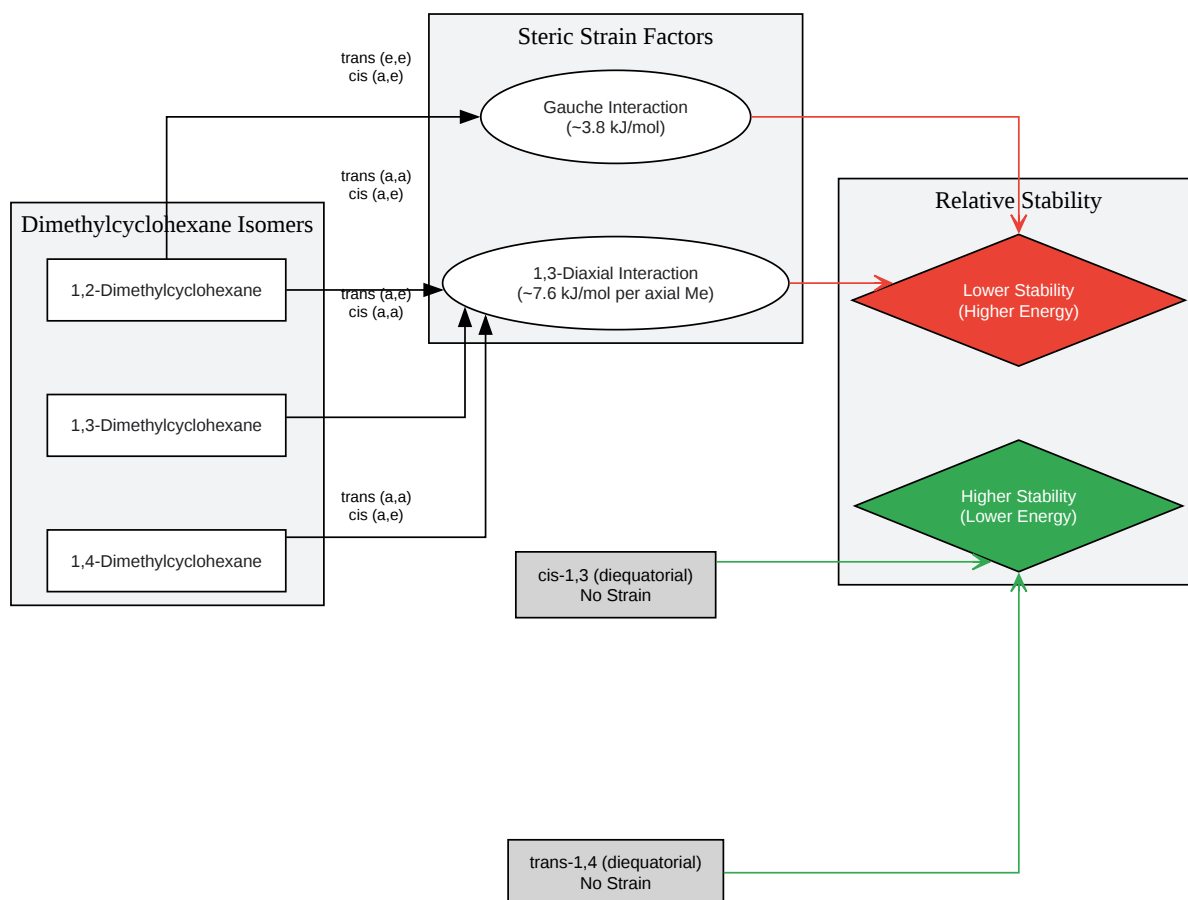 Steric Strain Factors
trans (e,e)
cis (a,e)
Gauche Interaction
(~3.8 kJ/mol)
trans (a,a)
cis (a,e)
Dimethylcyclohexane Isomers
Relative Stability
1,2-Dimethylcyclohexane
1,3-Diaxial Interaction
(~7.6 kJ/mol per axial Me)
trans (a,e)
cis (a,a)
Lower Stability
(Higher Energy)
1,3-Dimethylcyclohexane
trans (a,a)
cis (a,e)
Higher Stability
(Lower Energy)
1,4-Dimethylcyclohexane
cis-1,3 (diequatorial)
No Strain
trans-1,4 (diequatorial)
No Strain